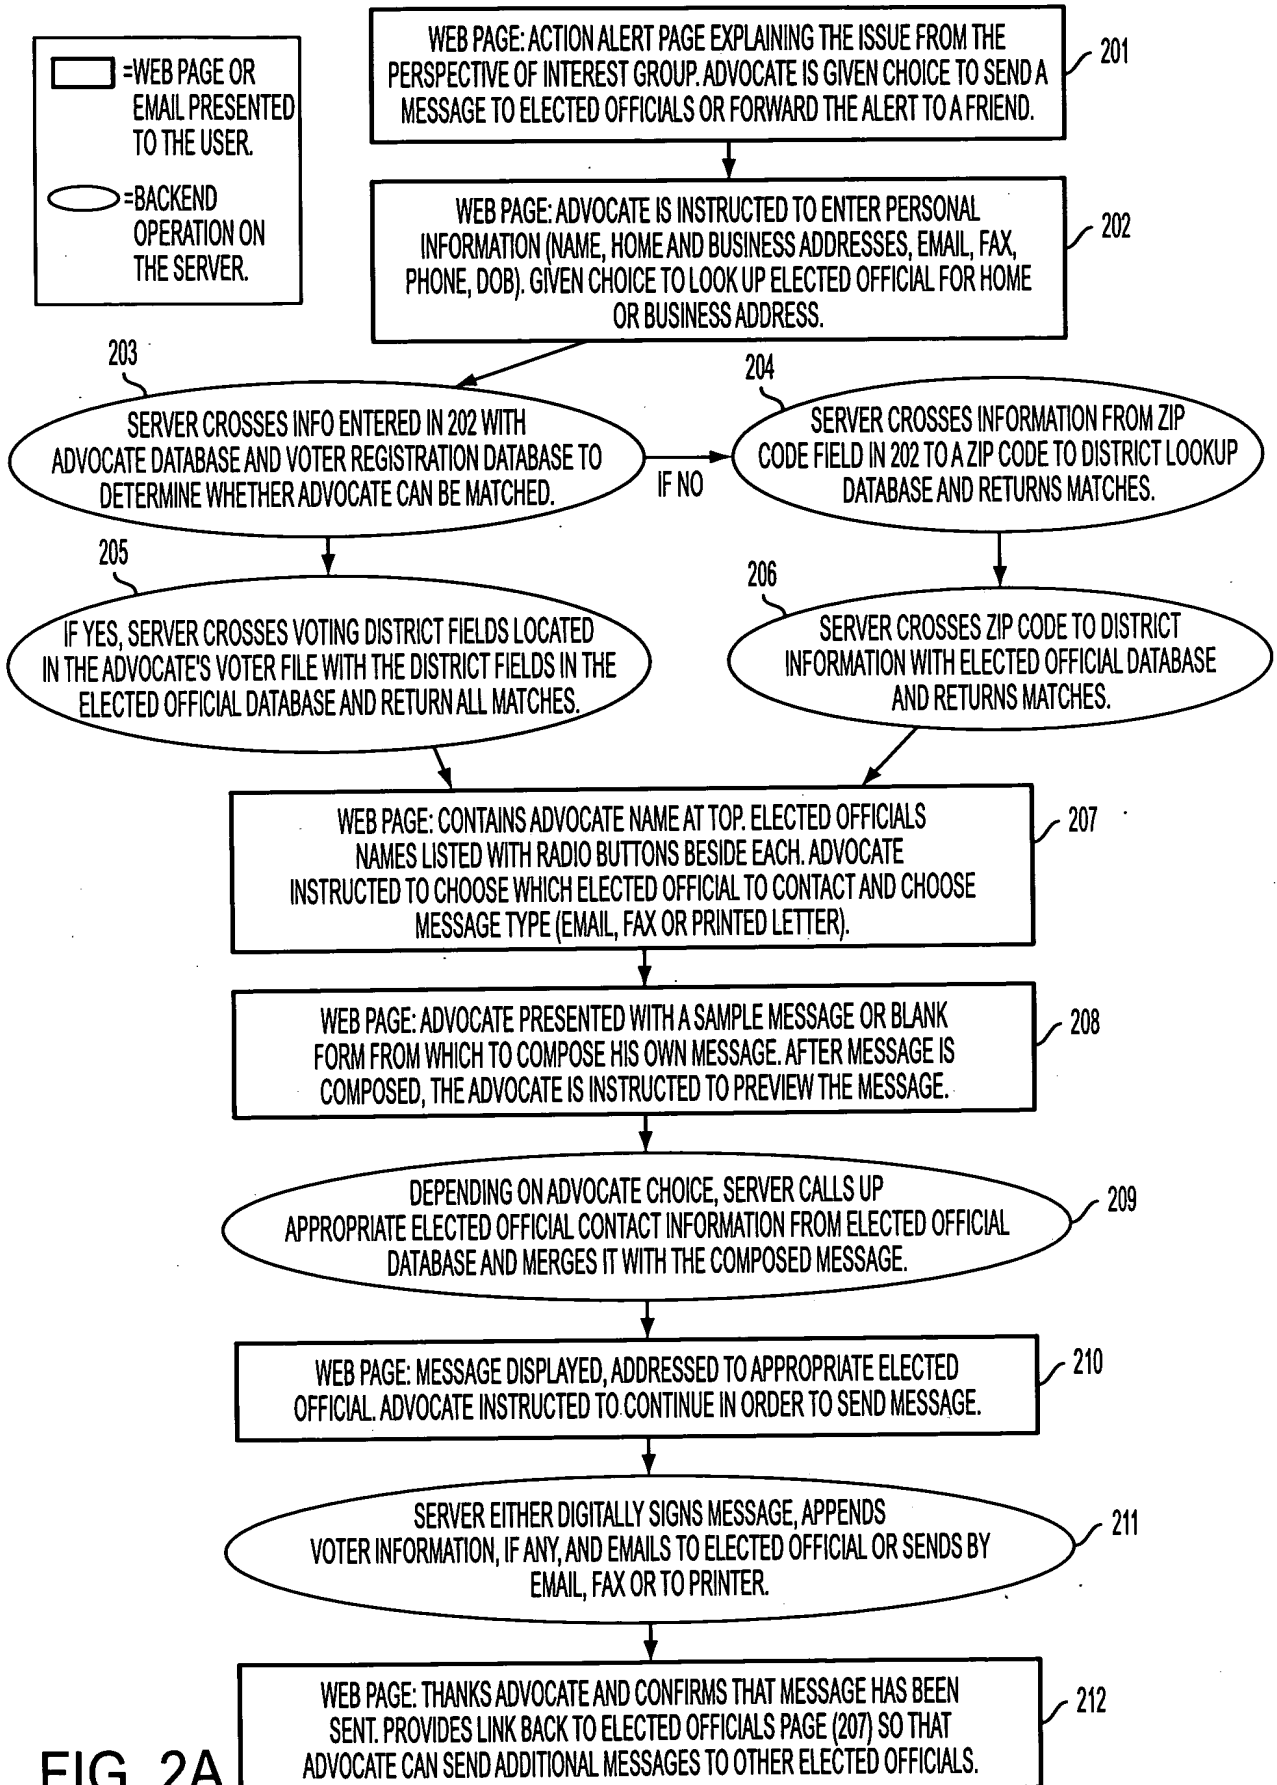 =WEB PAGE OR
EMAIL PRESENTED
TO THE USER.
=BACKEND
OPERATION ON
THE SERVER.
WEB PAGE: ACTION ALERT PAGE EXPLAINING THE ISSUE FROM THE
PERSPECTIVE OF INTEREST GROUP. ADVOCATE IS GIVEN CHOICE TO SEND A
MESSAGE TO ELECTED OFFICIALS OR FORWARD THE ALERT TO A FRIEND.
201
WEB PAGE: ADVOCATE IS INSTRUCTED TO ENTER PERSONAL
INFORMATION (NAME, HOME AND BUSINESS ADDRESSES, EMAIL, FAX,
PHONE, DOB). GIVEN CHOICE TO LOOK UP ELECTED OFFICIAL FOR HOME
OR BUSINESS ADDRESS.
202
203
SERVER CROSSES INFO ENTERED IN 202 WITH
ADVOCATE DATABASE AND VOTER REGISTRATION DATABASE TO
DETERMINE WHETHER ADVOCATE CAN BE MATCHED.
IF NO
204
SERVER CROSSES INFORMATION FROM ZIP
CODE FIELD IN 202 TO A ZIP CODE TO DISTRICT LOOKUP
DATABASE AND RETURNS MATCHES.
205
IF YES, SERVER CROSSES VOTING DISTRICT FIELDS LOCATED
IN THE ADVOCATE'S VOTER FILE WITH THE DISTRICT FIELDS IN THE
ELECTED OFFICIAL DATABASE AND RETURN ALL MATCHES.
206
SERVER CROSSES ZIP CODE TO DISTRICT
INFORMATION WITH ELECTED OFFICIAL DATABASE
AND RETURNS MATCHES.
WEB PAGE: CONTAINS ADVOCATE NAME AT TOP. ELECTED OFFICIALS
NAMES LISTED WITH RADIO BUTTONS BESIDE EACH. ADVOCATE
INSTRUCTED TO CHOOSE WHICH ELECTED OFFICIAL TO CONTACT AND CHOOSE
MESSAGE TYPE (EMAIL, FAX OR PRINTED LETTER).
207
WEB PAGE: ADVOCATE PRESENTED WITH A SAMPLE MESSAGE OR BLANK
FORM FROM WHICH TO COMPOSE HIS OWN MESSAGE. AFTER MESSAGE IS
COMPOSED, THE ADVOCATE IS INSTRUCTED TO PREVIEW THE MESSAGE.
208
DEPENDING ON ADVOCATE CHOICE, SERVER CALLS UP
APPROPRIATE ELECTED OFFICIAL CONTACT INFORMATION FROM ELECTED OFFICIAL
DATABASE AND MERGES IT WITH THE COMPOSED MESSAGE.
209
WEB PAGE: MESSAGE DISPLAYED, ADDRESSED TO APPROPRIATE ELECTED
OFFICIAL. ADVOCATE INSTRUCTED TO CONTINUE IN ORDER TO SEND MESSAGE.
210
SERVER EITHER DIGITALLY SIGNS MESSAGE, APPENDS
VOTER INFORMATION, IF ANY, AND EMAILS TO ELECTED OFFICIAL OR SENDS BY
EMAIL, FAX OR TO PRINTER.
211
WEB PAGE: THANKS ADVOCATE AND CONFIRMS THAT MESSAGE HAS BEEN
SENT. PROVIDES LINK BACK TO ELECTED OFFICIALS PAGE (207) SO THAT
ADVOCATE CAN SEND ADDITIONAL MESSAGES TO OTHER ELECTED OFFICIALS.
212
FIG. 2A